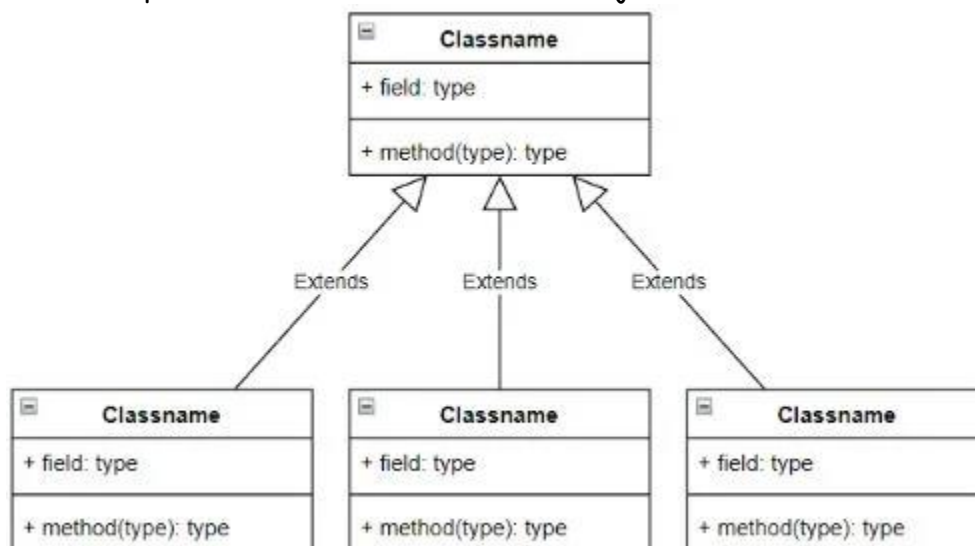 Classname
+ field: type
+ method(type): type
Extends
Extends
Extends
Classname
+ field: type
+ method(type): type
Classname
+ field: type
+ method(type): type
Classname
+ field: type
+ method(type): type